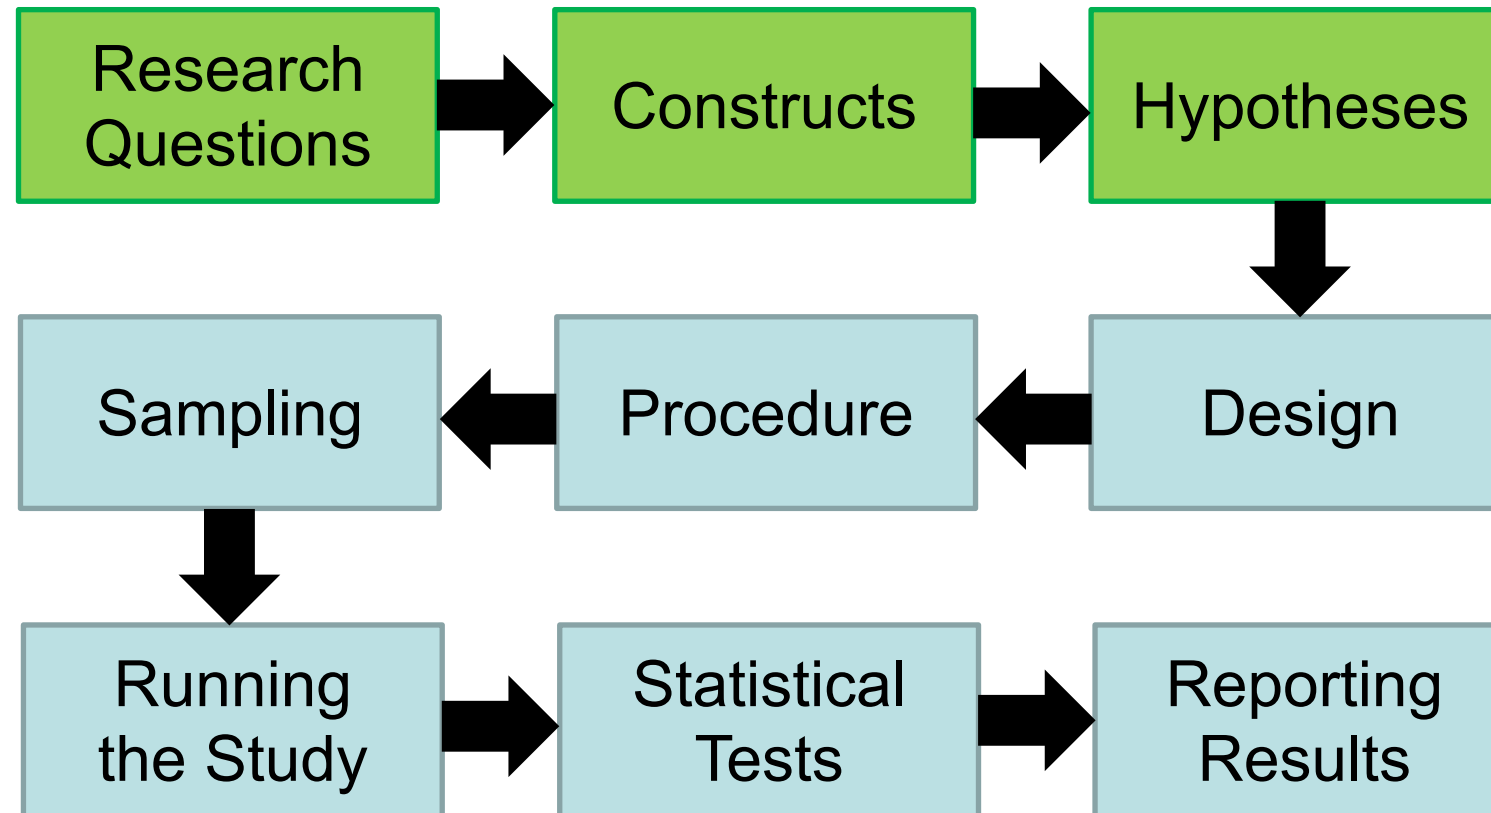 Research
Questions
Constructs
Hypotheses
Sampling
Procedure
Design
Running
the Study
Statistical
Tests
Reporting
Results